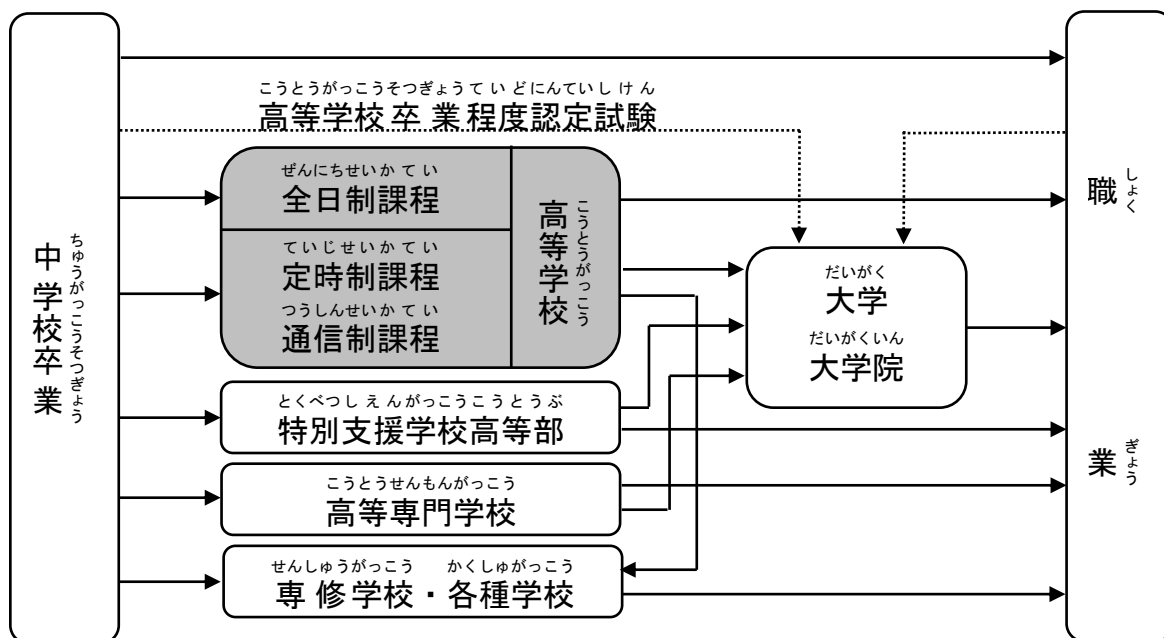 ちゅうがっこうそつぎょう
中学校卒業
こうとうがっこうそつぎょうていどにんていしけん
高等学校卒業程度認定試験
ぜんにちせいかてい
全日制課程
ていじせいかてい
定時制課程
つうしんせいかてい
通信制課程
こうとうがっこう
高等学校
とくべつしえんがっこうこうとうぶ
特別支援学校高等部
こうとうせんもんがっこう
高等専門学校
せんしゅうがっこう かくしゅがっこう
専修学校・各種学校
だいがく
大学
だいがくいん
大学院
しょく ぎょう
職業